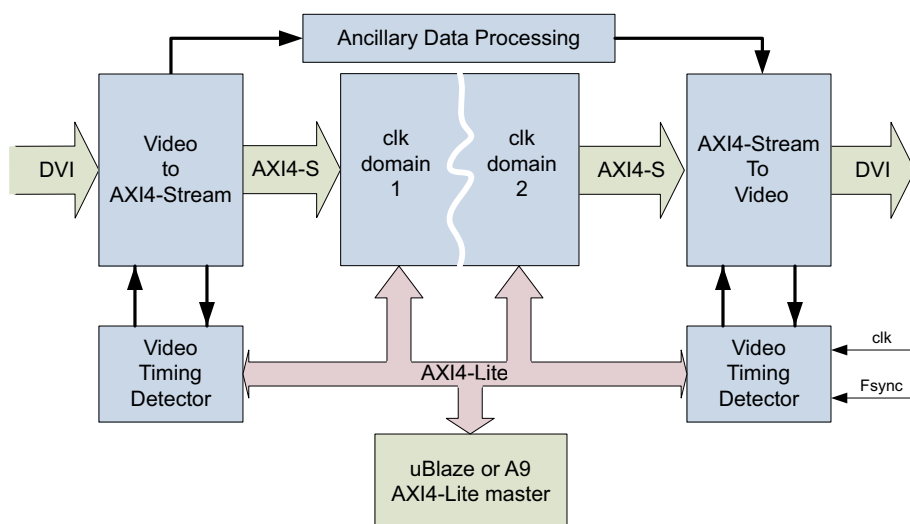 Ancillary Data Processing
DVI
Video
to
AXI4-Stream
AXI4-S
clk
domain
1
clk
domain
2
AXI4-S
AXI4-Stream
To
Video
DVI
Video
Timing
Detector
AXI4-Lite
Video
Timing
Detector
clk
Fsync
uBlaze or A9
AXI4-Lite master